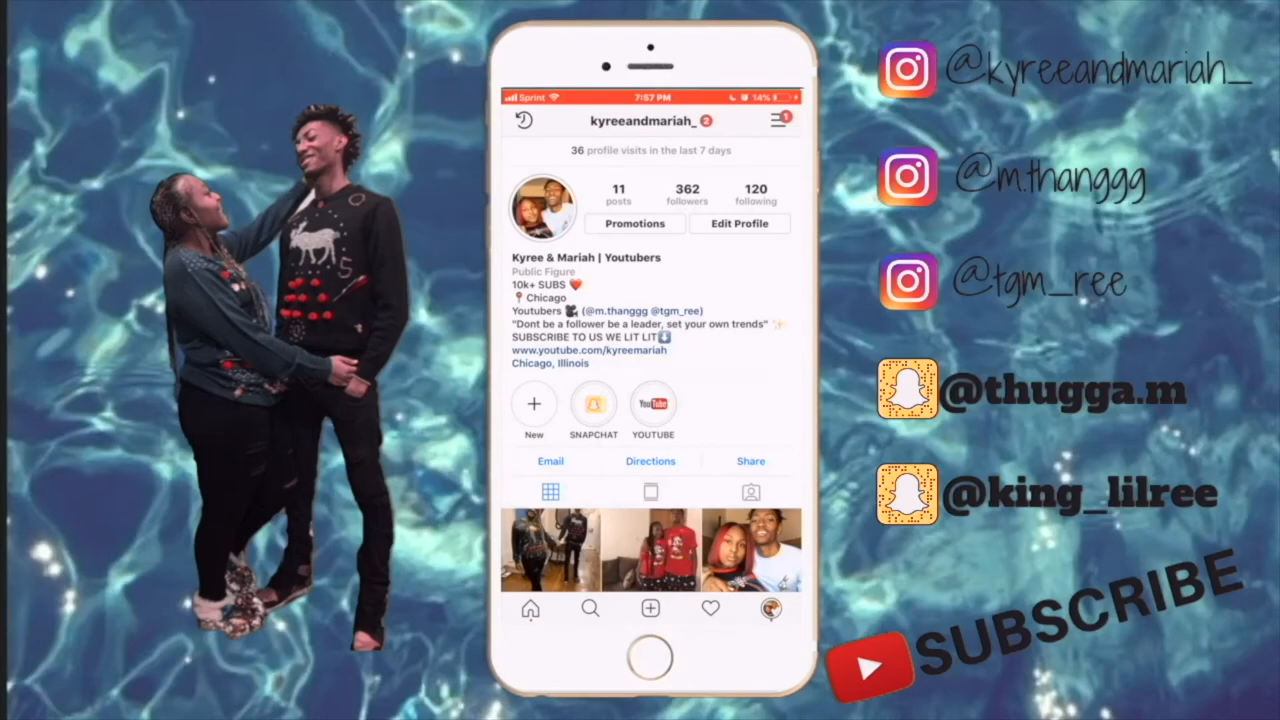 Sprint 7:57 PM 14%
kyreeandmariah_ 2
1
36 profile visits in the last 7 days
11 362 120
posts followers following
Promotions Edit Profile
Kyree & Mariah | Youtubers
Public Figure
10k+ SUBS ❤️
📍 Chicago
Youtubers 🎥 (@m.thanggg @tgm_ree)
"Dont be a follower be a leader, set your own trends" ✨
SUBSCRIBE TO US WE LIT LIT⬇️
www.youtube.com/kyreemariah
Chicago, Illinois
YouTube
New SNAPCHAT YOUTUBE
Email Directions Share
@kyreeandmariah_
@m.thanggg
@tgm_ree
@thugga.m
@king_lilree
SUBSCRIBE